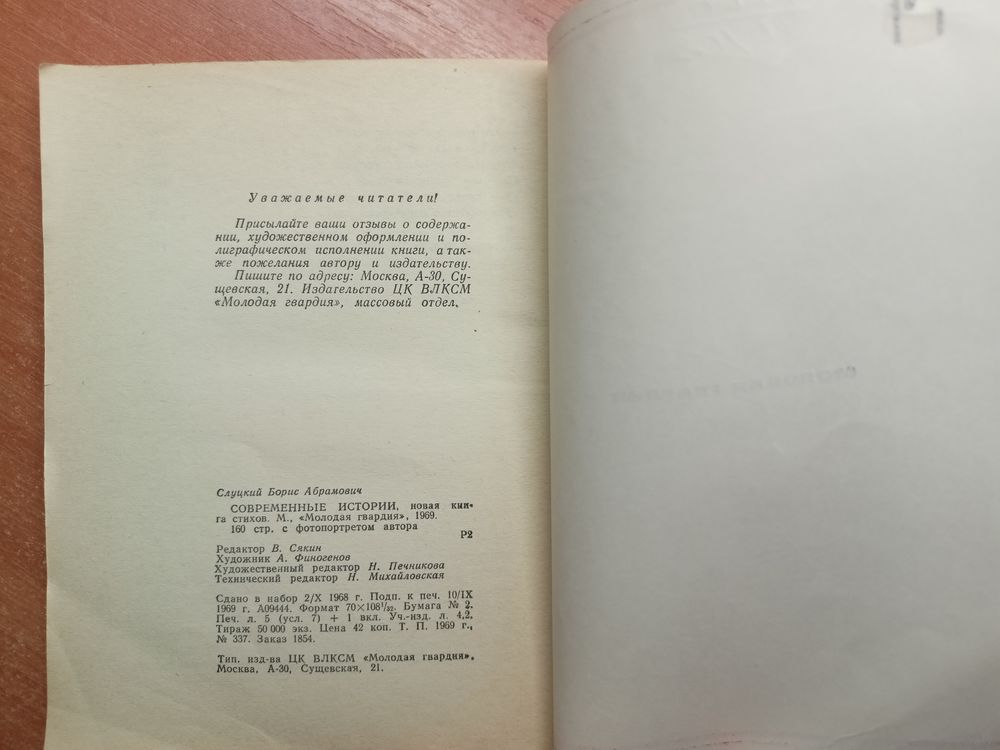 Уважаемые читатели!
Присылайте ваши отзывы о содержа-
нии, художественном оформлении и по-
лиграфическом исполнении книги, а так-
же пожелания автору и издательству.
Пишите по адресу: Москва, А-30, Су-
щевская, 21. Издательство ЦК ВЛКСМ
«Молодая гвардия», массовый отдел.
Слуцкий Борис Абрамович
СОВРЕМЕННЫЕ ИСТОРИИ, новая кни-
га стихов. М., «Молодая гвардия», 1969.
160 стр. с фотопортретом автора
Р2
Редактор В. Сякин
Художник А. Финогенов
Художественный редактор Н. Печникова
Технический редактор Н. Михайловская
Сдано в набор 2/X 1968 г. Подп. к печ. 10/IX
1969 г. А09444. Формат 70×108¹/₃₂. Бумага № 2.
Печ. л. 5 (усл. 7) + 1 вкл. Уч.-изд. л. 4,2.
Тираж 50 000 экз. Цена 42 коп. Т. П. 1969 г.,
№ 337. Заказ 1854.
Тип. изд-ва ЦК ВЛКСМ «Молодая гвардия».
Москва, А-30, Сущевская, 21.